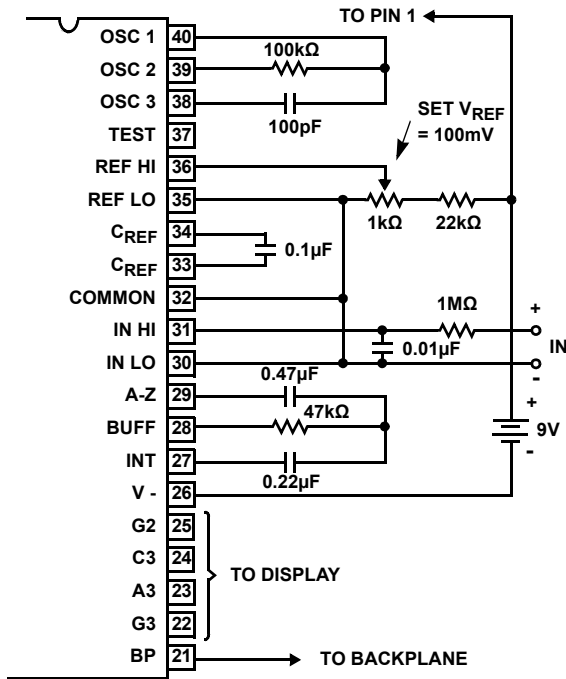 TO PIN 1
OSC 1 40
100kΩ
OSC 2 39
OSC 3 38
100pF
SET VREF
= 100mV
TEST 37
REF HI 36
REF LO 35
1kΩ 22kΩ
CREF 34
0.1µF
CREF 33
COMMON 32
1MΩ
+
IN HI 31
IN
0.01µF
IN LO 30
-
0.47µF
A-Z 29
+
47kΩ
BUFF 28
9V
-
INT 27
0.22µF
V - 26
G2 25
C3 24
TO DISPLAY
A3 23
G3 22
BP 21
TO BACKPLANE